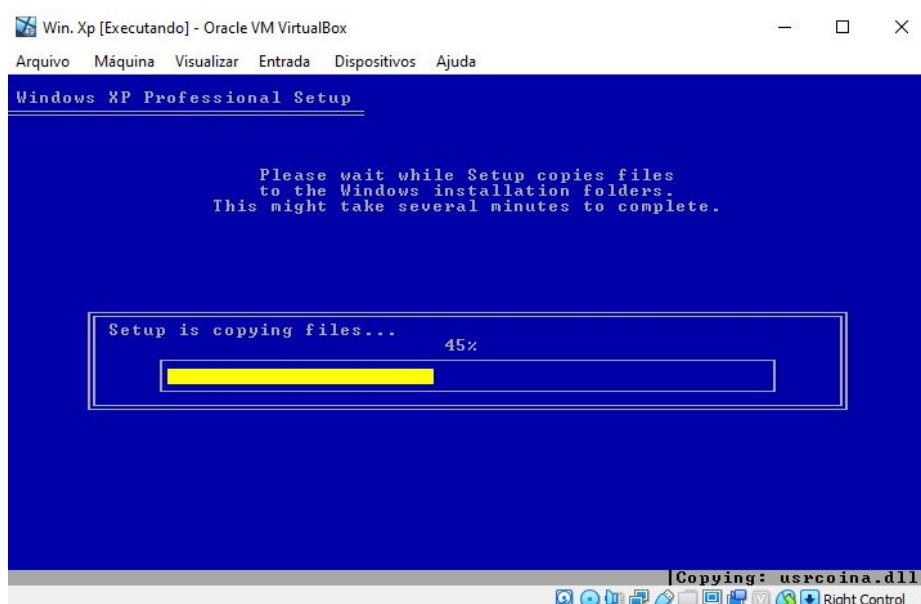 Win. Xp [Executando] - Oracle VM VirtualBox
Arquivo Máquina Visualizar Entrada Dispositivos Ajuda
Windows XP Professional Setup
Please wait while Setup copies files
to the Windows installation folders.
This might take several minutes to complete.
Setup is copying files...
45%
Copying: usrcoina.dll
Right Control